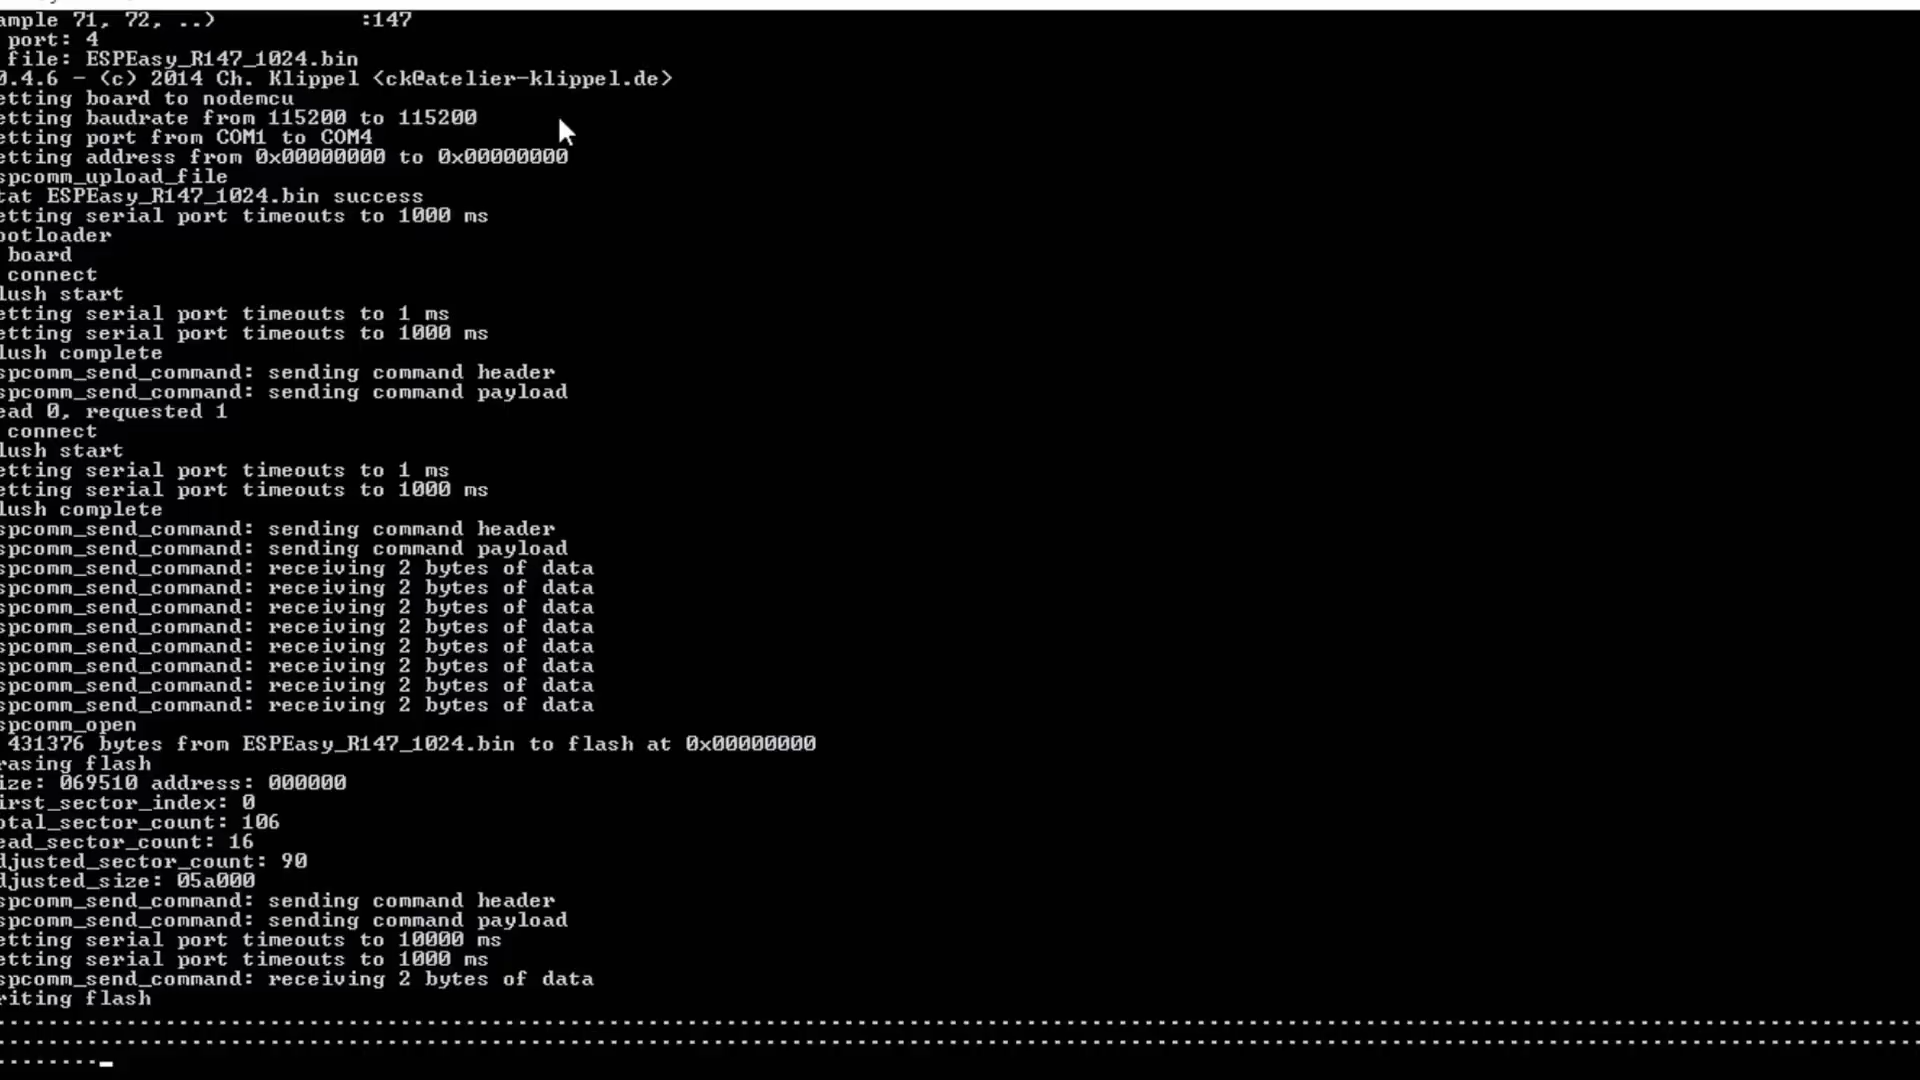 ample 71, 72, ..) :147
port: 4
file: ESPEasy_R147_1024.bin
0.4.6 - (c) 2014 Ch. Klippel <ck@atelier-klippel.de>
etting board to nodemcu
etting baudrate from 115200 to 115200
etting port from COM1 to COM4
etting address from 0x00000000 to 0x00000000
spcomm_upload_file
tat ESPEasy_R147_1024.bin success
etting serial port timeouts to 1000 ms
ootloader
board
connect
lush start
etting serial port timeouts to 1 ms
etting serial port timeouts to 1000 ms
lush complete
spcomm_send_command: sending command header
spcomm_send_command: sending command payload
ead 0, requested 1
connect
lush start
etting serial port timeouts to 1 ms
etting serial port timeouts to 1000 ms
lush complete
spcomm_send_command: sending command header
spcomm_send_command: sending command payload
spcomm_send_command: receiving 2 bytes of data
spcomm_send_command: receiving 2 bytes of data
spcomm_send_command: receiving 2 bytes of data
spcomm_send_command: receiving 2 bytes of data
spcomm_send_command: receiving 2 bytes of data
spcomm_send_command: receiving 2 bytes of data
spcomm_send_command: receiving 2 bytes of data
spcomm_send_command: receiving 2 bytes of data
spcomm_open
431376 bytes from ESPEasy_R147_1024.bin to flash at 0x00000000
rasing flash
ize: 069510 address: 000000
irst_sector_index: 0
otal_sector_count: 106
ead_sector_count: 16
djusted_sector_count: 90
djusted_size: 05a000
spcomm_send_command: sending command header
spcomm_send_command: sending command payload
etting serial port timeouts to 10000 ms
etting serial port timeouts to 1000 ms
spcomm_send_command: receiving 2 bytes of data
riting flash